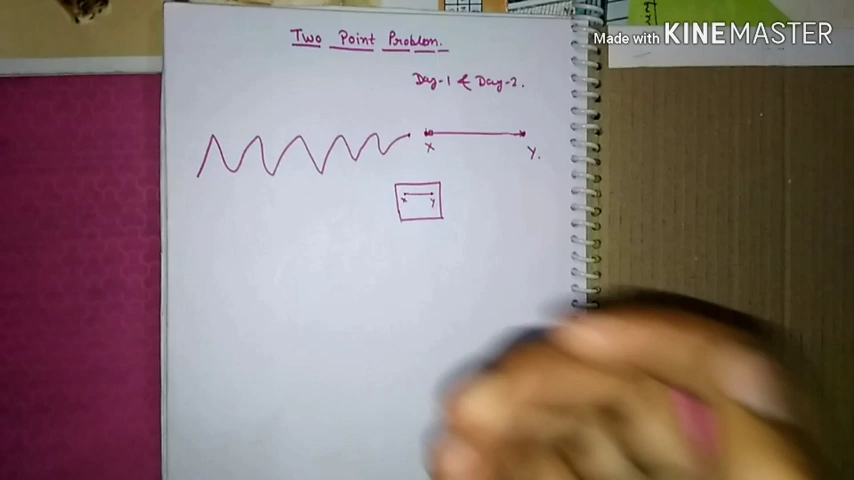 Made with KINEMASTER
Two Point Problem.
Day-1 & Day-2.
X Y.
X Y